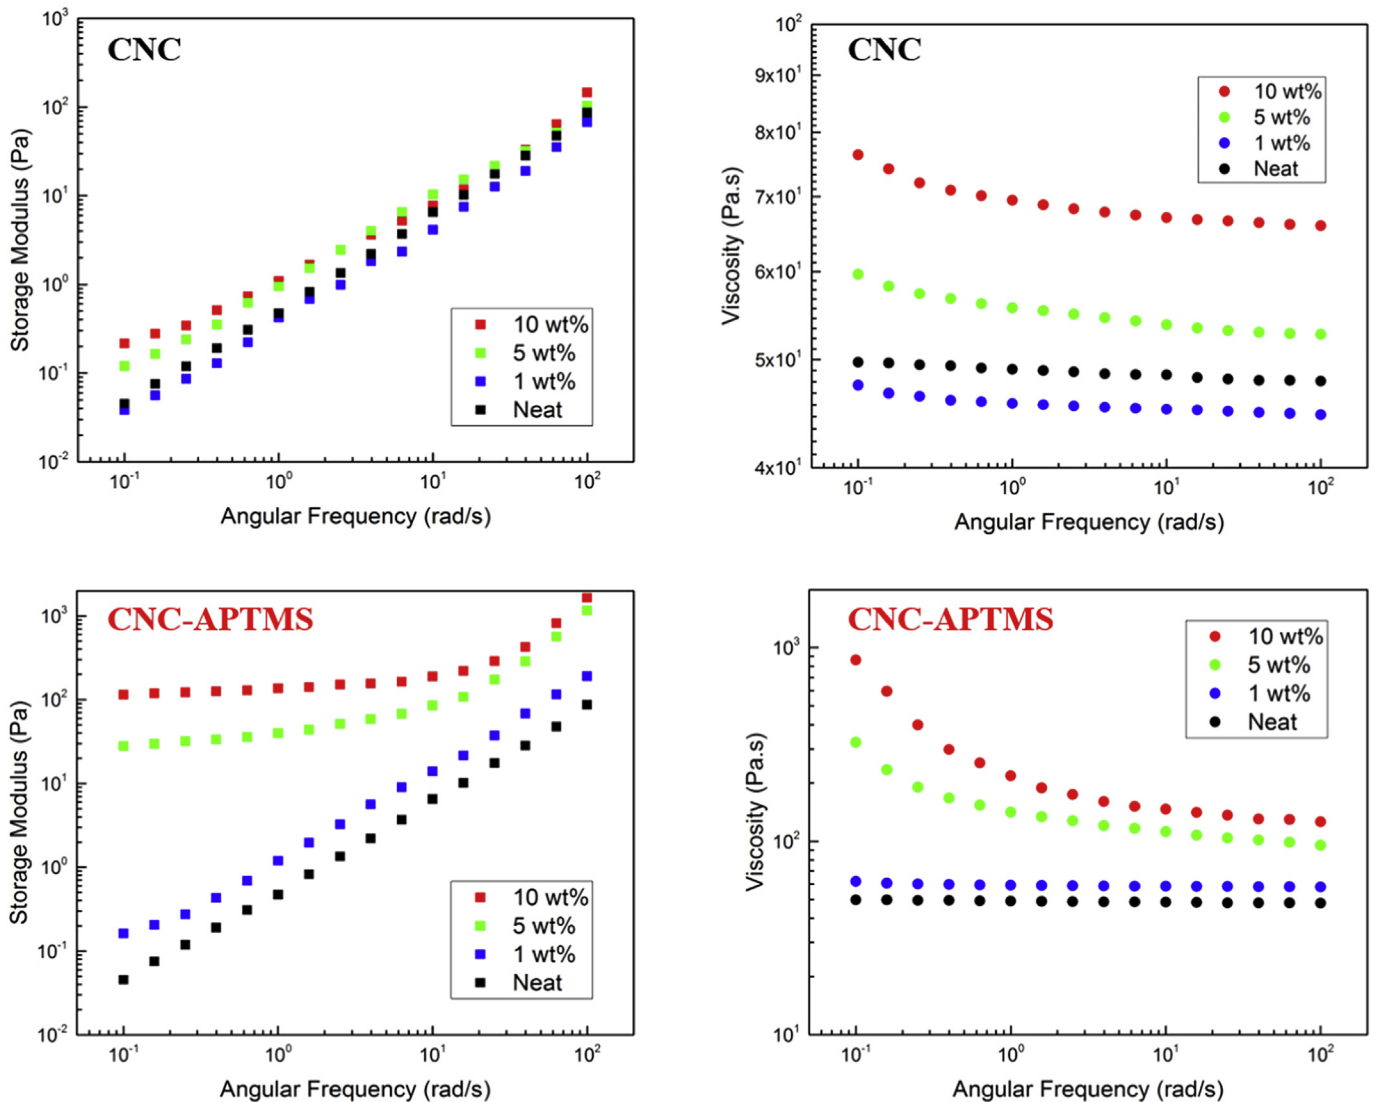 CNC
Storage Modulus (Pa)
10³
10²
10¹
10⁰
10⁻¹
10⁻²
10 wt%
5 wt%
1 wt%
Neat
10⁻¹ 10⁰ 10¹ 10²
Angular Frequency (rad/s)
CNC
Viscosity (Pa.s)
10²
9x10¹
8x10¹
7x10¹
6x10¹
5x10¹
4x10¹
10 wt%
5 wt%
1 wt%
Neat
10⁻¹ 10⁰ 10¹ 10²
Angular Frequency (rad/s)
CNC-APTMS
Storage Modulus (Pa)
10³
10²
10¹
10⁰
10⁻¹
10⁻²
10 wt%
5 wt%
1 wt%
Neat
10⁻¹ 10⁰ 10¹ 10²
Angular Frequency (rad/s)
CNC-APTMS
Viscosity (Pa.s)
10³
10²
10¹
10 wt%
5 wt%
1 wt%
Neat
10⁻¹ 10⁰ 10¹ 10²
Angular Frequency (rad/s)